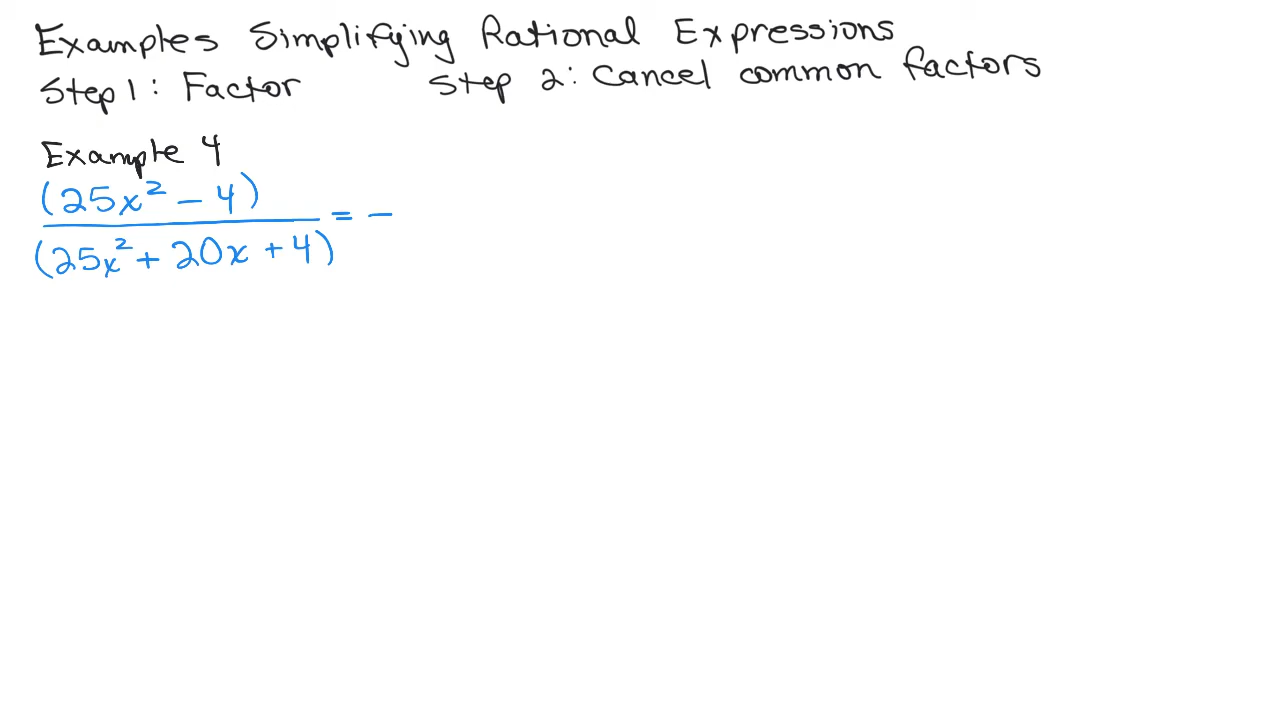 Examples Simplifying Rational Expressions
Step 1: Factor Step 2: Cancel common factors
Example 4
(25x² − 4)
= −
(25x² + 20x + 4)